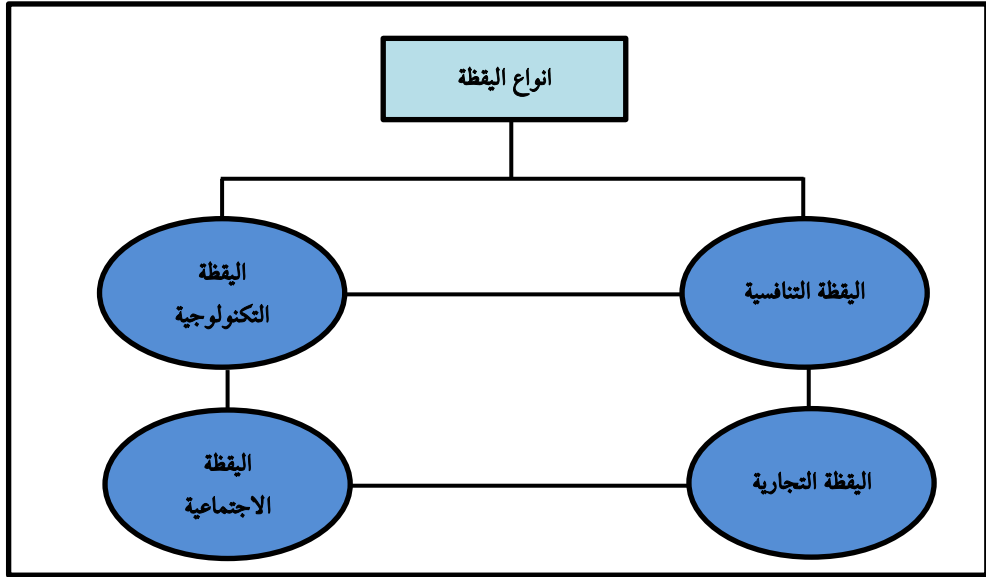 انواع اليقظة
اليقظة التنافسية
اليقظة
التكنولوجية
اليقظة التجارية
اليقظة
الاجتماعية